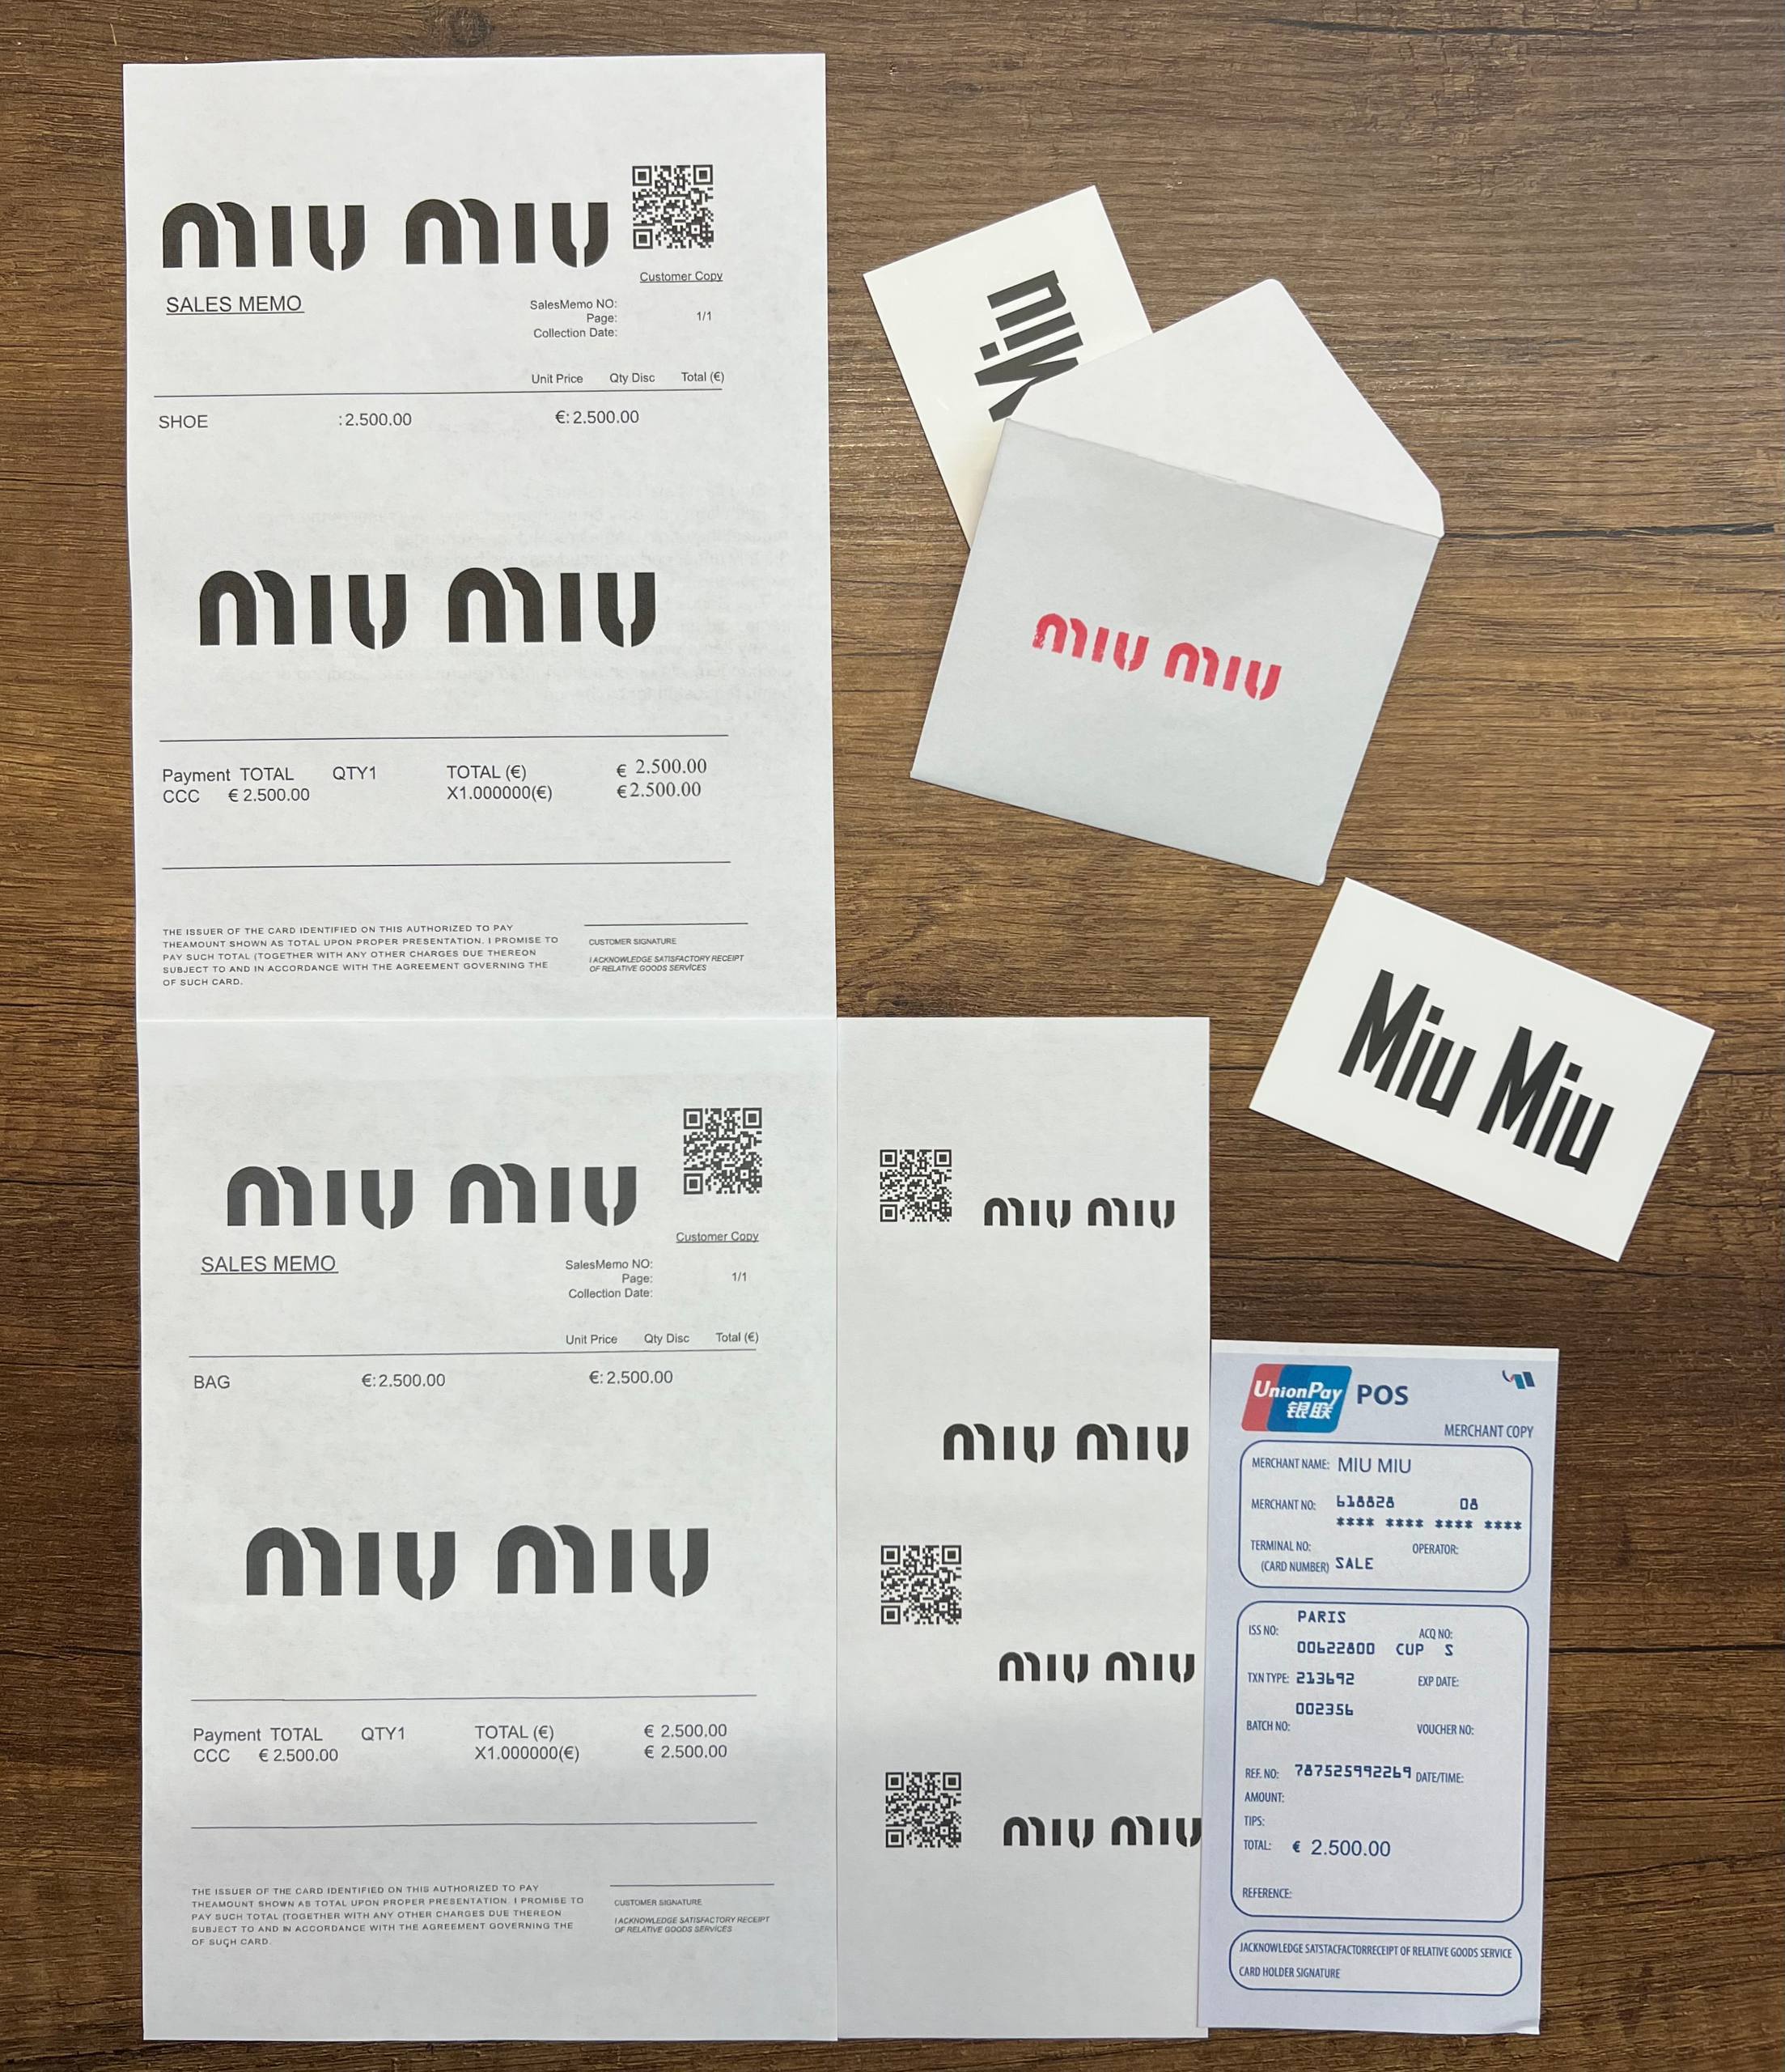 MIU MIU
Customer Copy
SALES MEMO
SalesMemo NO:
Page: 1/1
Collection Date:
Unit Price Qty Disc Total (€)
SHOE :2.500.00 €:2.500.00
MIU MIU
Payment TOTAL QTY1 TOTAL (€) € 2.500.00
CCC € 2.500.00 X1.000000(€) €2.500.00
THE ISSUER OF THE CARD IDENTIFIED ON THIS AUTHORIZED TO PAY
THEAMOUNT SHOWN AS TOTAL UPON PROPER PRESENTATION. I PROMISE TO
PAY SUCH TOTAL (TOGETHER WITH ANY OTHER CHARGES DUE THEREON
SUBJECT TO AND IN ACCORDANCE WITH THE AGREEMENT GOVERNING THE
OF SUCH CARD.
CUSTOMER SIGNATURE
I ACKNOWLEDGE SATISFACTORY RECEIPT
OF RELATIVE GOODS SERVICES
Miu
MIU MIU
Miu Miu
MIU MIU
Customer Copy
SALES MEMO
SalesMemo NO:
Page: 1/1
Collection Date:
Unit Price Qty Disc Total (€)
BAG €:2.500.00 €:2.500.00
MIU MIU
Payment TOTAL QTY1 TOTAL (€) € 2.500.00
CCC € 2.500.00 X1.000000(€) € 2.500.00
THE ISSUER OF THE CARD IDENTIFIED ON THIS AUTHORIZED TO PAY
THEAMOUNT SHOWN AS TOTAL UPON PROPER PRESENTATION. I PROMISE TO
PAY SUCH TOTAL (TOGETHER WITH ANY OTHER CHARGES DUE THEREON
SUBJECT TO AND IN ACCORDANCE WITH THE AGREEMENT GOVERNING THE
OF SUCH CARD.
CUSTOMER SIGNATURE
I ACKNOWLEDGE SATISFACTORY RECEIPT
OF RELATIVE GOODS SERVICES
MIU MIU
MIU MIU
MIU MIU
MIU MIU
UnionPay
银联
POS
MERCHANT COPY
MERCHANT NAME: MIU MIU
MERCHANT NO: 618828 08
**** **** **** ****
TERMINAL NO: OPERATOR:
(CARD NUMBER) SALE
PARIS
ISS NO: ACQ NO:
00622800 CUP S
TXN TYPE: 213692 EXP DATE:
002356
BATCH NO: VOUCHER NO:
REF. NO: 787525992269 DATE/TIME:
AMOUNT:
TIPS:
TOTAL: € 2.500.00
REFERENCE:
JACKNOWLEDGE SATSTACFACTORRECEIPT OF RELATIVE GOODS SERVICE
CARD HOLDER SIGNATURE